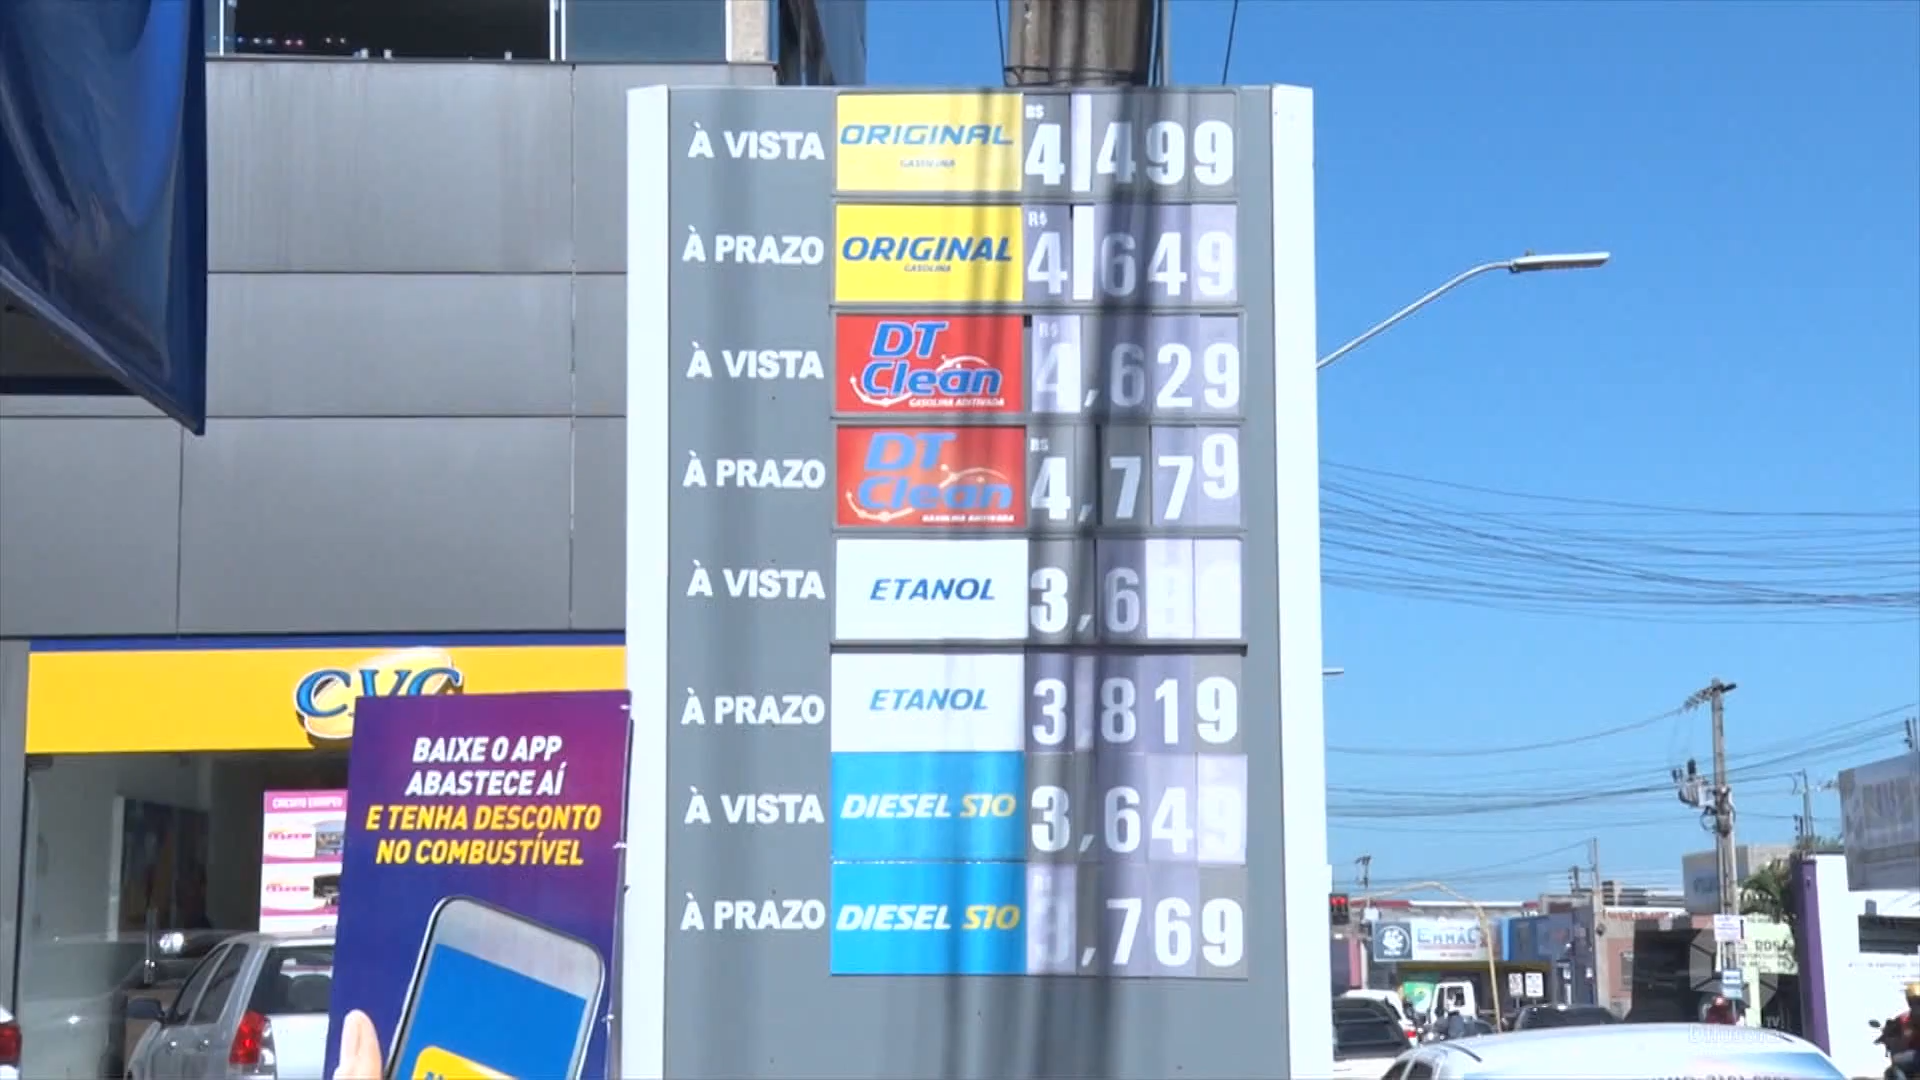 À VISTA ORIGINAL GASOLINA R$ 4,499
À PRAZO ORIGINAL GASOLINA R$ 4,649
À VISTA DT Clean GASOLINA ADITIVADA R$ 4,629
À PRAZO DT Clean GASOLINA ADITIVADA R$ 4,779
À VISTA ETANOL 3,6
À PRAZO ETANOL 3,819
À VISTA DIESEL S10 3,649
À PRAZO DIESEL S10 3,769
CVC
BAIXE O APP
ABASTECE AÍ
E TENHA DESCONTO
NO COMBUSTÍVEL